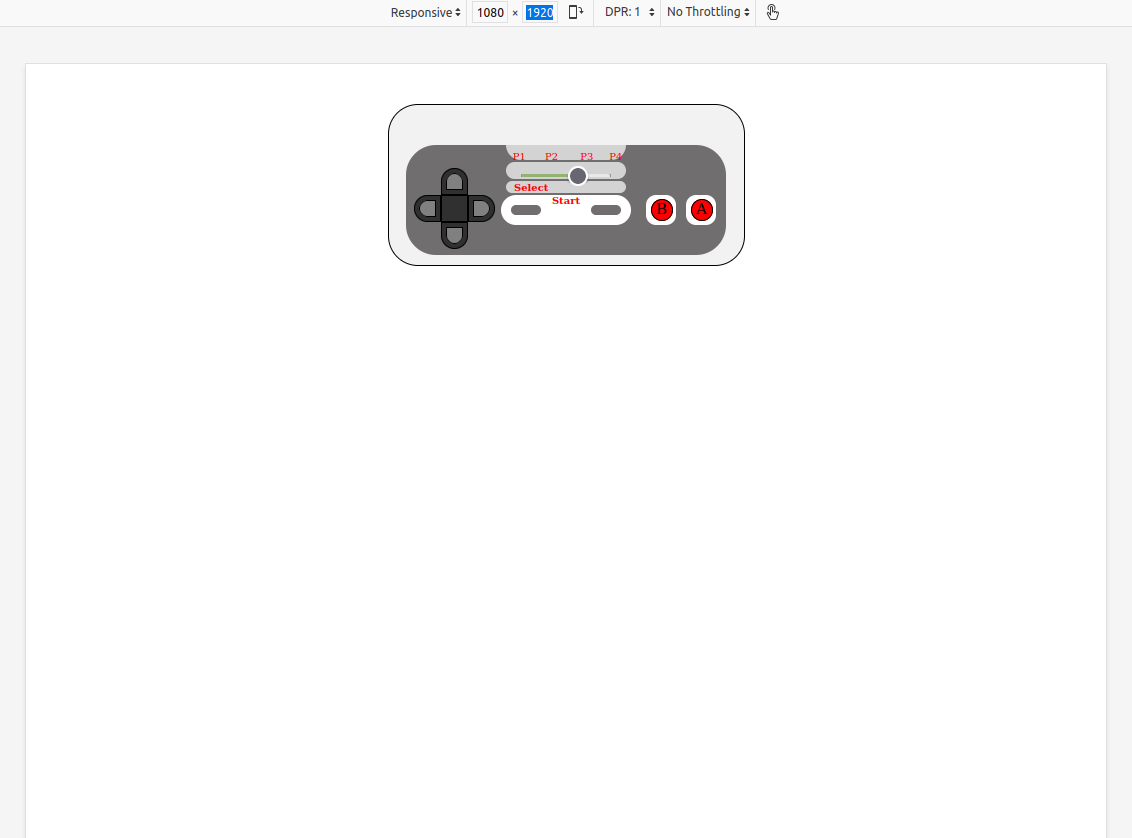 Responsive 1080 × 1920 DPR: 1 No Throttling
P1 P2 P3 P4
Select
Start
B A